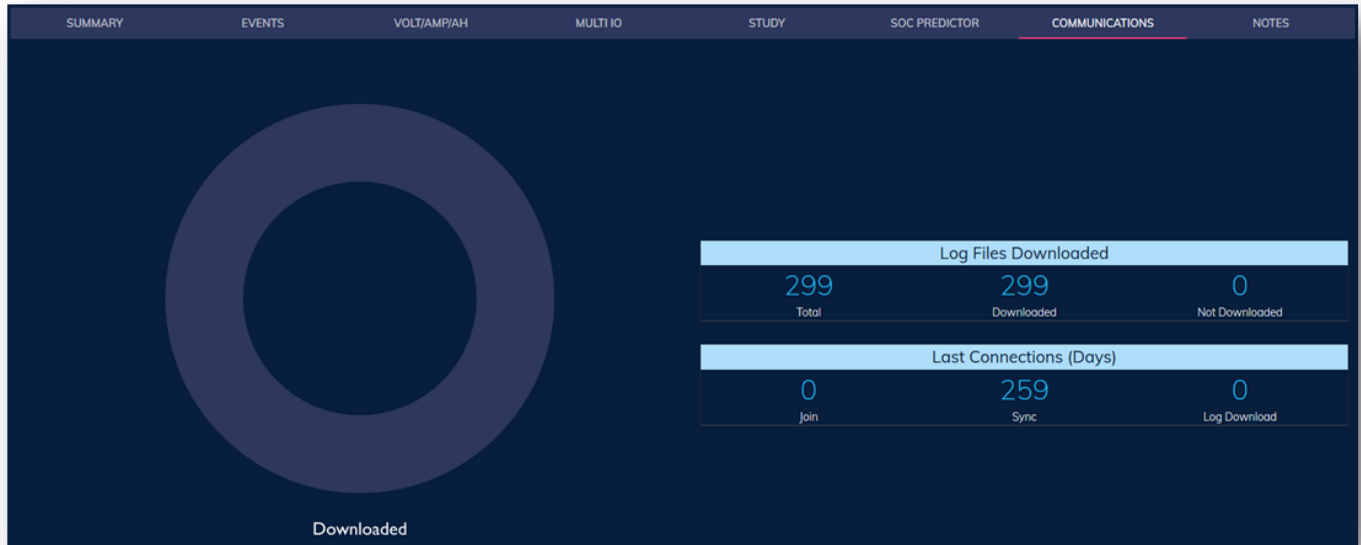 SUMMARY EVENTS VOLT/AMP/AH MULTI IO STUDY SOC PREDICTOR COMMUNICATIONS NOTES
Log Files Downloaded
299 299 0
Total Downloaded Not Downloaded
Last Connections (Days)
0 259 0
Join Sync Log Download
Downloaded